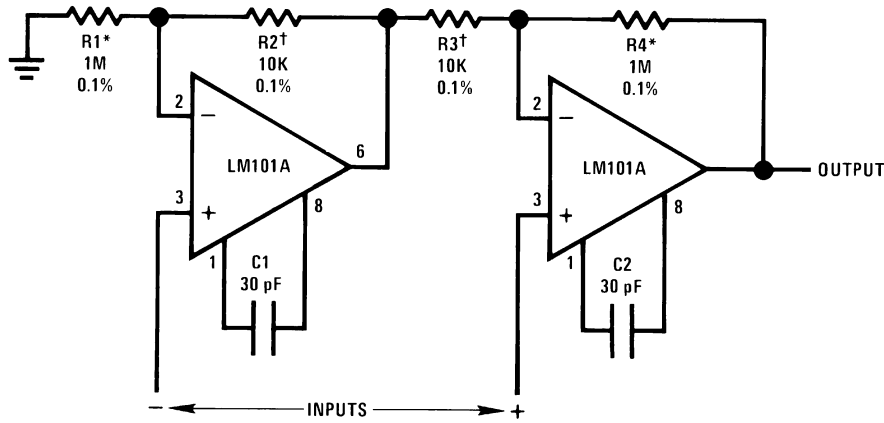 R1* R2† R3† R4*
1M 10K 10K 1M
0.1% 0.1% 0.1% 0.1%
2 − 2 −
6
LM101A LM101A OUTPUT
3 + 8 3 + 8
1 C1 1 C2
30 pF 30 pF
− INPUTS +